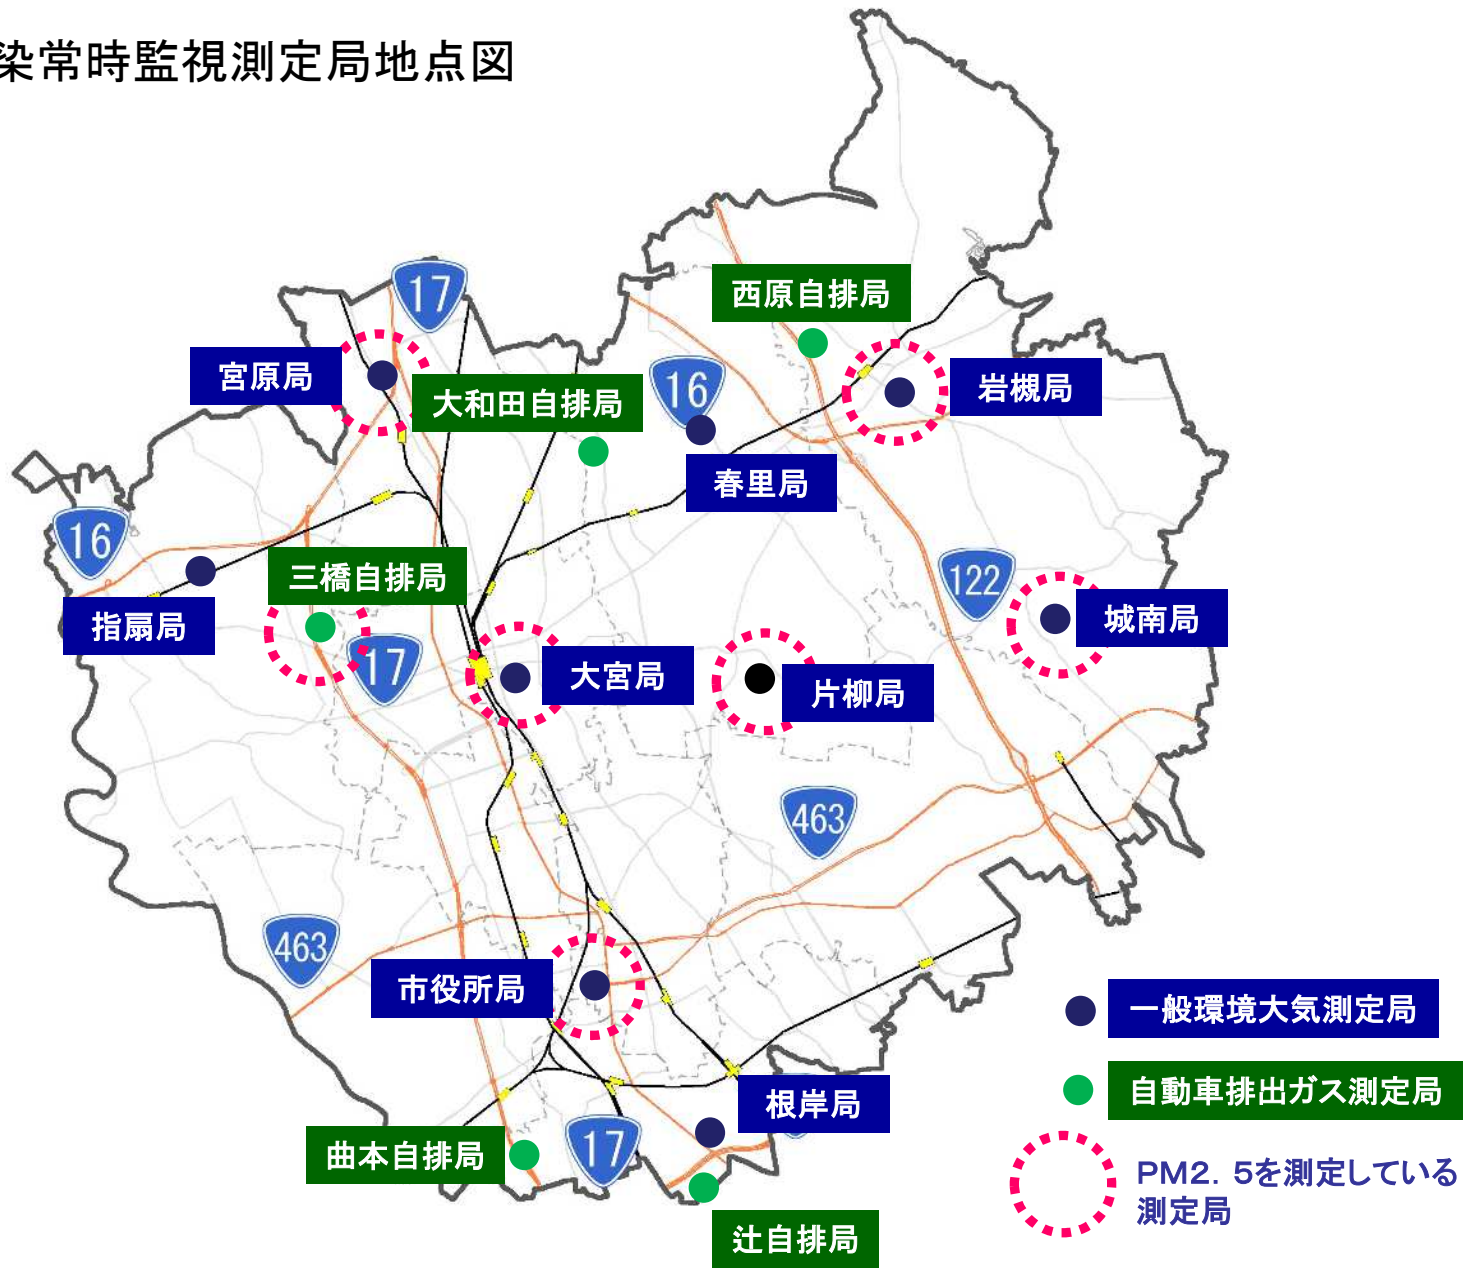 染常時監視測定局地点図
17
西原自排局
宮原局
大和田自排局
16
岩槻局
春里局
16
三橋自排局
122
指扇局
城南局
17
大宮局
片柳局
463
463
市役所局
一般環境大気測定局
自動車排出ガス測定局
根岸局
曲本自排局
17
PM2．5を測定している
測定局
辻自排局